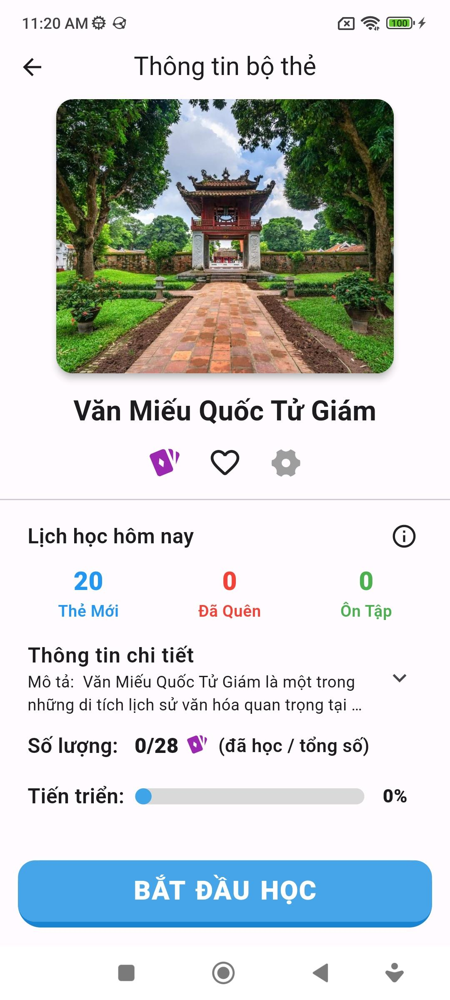 11:20 AM
100
Thông tin bộ thẻ
Văn Miếu Quốc Tử Giám
Lịch học hôm nay
20 0 0
Thẻ Mới Đã Quên Ôn Tập
Thông tin chi tiết
Mô tả: Văn Miếu Quốc Tử Giám là một trong
những di tích lịch sử văn hóa quan trọng tại ...
Số lượng: 0/28 (đã học / tổng số)
Tiến triển: 0%
BẮT ĐẦU HỌC